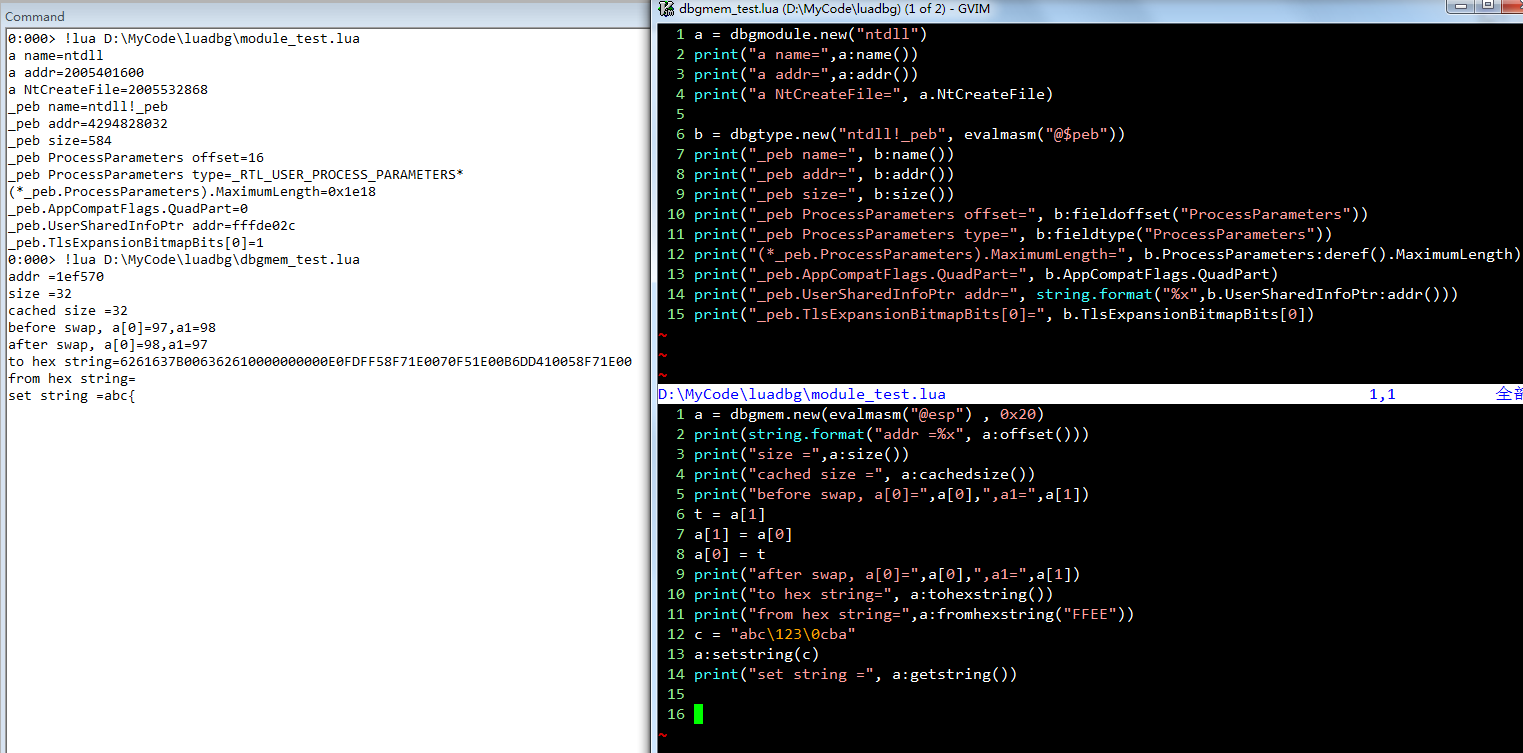 Command
0:000> !lua D:\MyCode\luadbg\module_test.lua
a name=ntdll
a addr=2005401600
a NtCreateFile=2005532868
_peb name=ntdll!_peb
_peb addr=4294828032
_peb size=584
_peb ProcessParameters offset=16
_peb ProcessParameters type=_RTL_USER_PROCESS_PARAMETERS*
(*_peb.ProcessParameters).MaximumLength=0x1e18
_peb.AppCompatFlags.QuadPart=0
_peb.UserSharedInfoPtr addr=fffde02c
_peb.TlsExpansionBitmapBits[0]=1
0:000> !lua D:\MyCode\luadbg\dbgmem_test.lua
addr =1ef570
size =32
cached size =32
before swap, a[0]=97,a1=98
after swap, a[0]=98,a1=97
to hex string=6261637B006362610000000000E0FDFF58F71E0070F51E00B6DD410058F71E00
from hex string=
set string =abc{
dbgmem_test.lua (D:\MyCode\luadbg) (1 of 2) - GVIM
1 a = dbgmodule.new("ntdll")
2 print("a name=",a:name())
3 print("a addr=",a:addr())
4 print("a NtCreateFile=", a.NtCreateFile)
5
6 b = dbgtype.new("ntdll!_peb", evalmasm("@$peb"))
7 print("_peb name=", b:name())
8 print("_peb addr=", b:addr())
9 print("_peb size=", b:size())
10 print("_peb ProcessParameters offset=", b:fieldoffset("ProcessParameters"))
11 print("_peb ProcessParameters type=", b:fieldtype("ProcessParameters"))
12 print("(*_peb.ProcessParameters).MaximumLength=", b.ProcessParameters:deref().MaximumLength)
13 print("_peb.AppCompatFlags.QuadPart=", b.AppCompatFlags.QuadPart)
14 print("_peb.UserSharedInfoPtr addr=", string.format("%x",b.UserSharedInfoPtr:addr()))
15 print("_peb.TlsExpansionBitmapBits[0]=", b.TlsExpansionBitmapBits[0])
~
~
~
D:\MyCode\luadbg\module_test.lua 1,1 全部
1 a = dbgmem.new(evalmasm("@esp") , 0x20)
2 print(string.format("addr =%x", a:offset()))
3 print("size =",a:size())
4 print("cached size =", a:cachedsize())
5 print("before swap, a[0]=",a[0],",a1=",a[1])
6 t = a[1]
7 a[1] = a[0]
8 a[0] = t
9 print("after swap, a[0]=",a[0],",a1=",a[1])
10 print("to hex string=", a:tohexstring())
11 print("from hex string=",a:fromhexstring("FFEE"))
12 c = "abc\123\0cba"
13 a:setstring(c)
14 print("set string =", a:getstring())
15
16
~